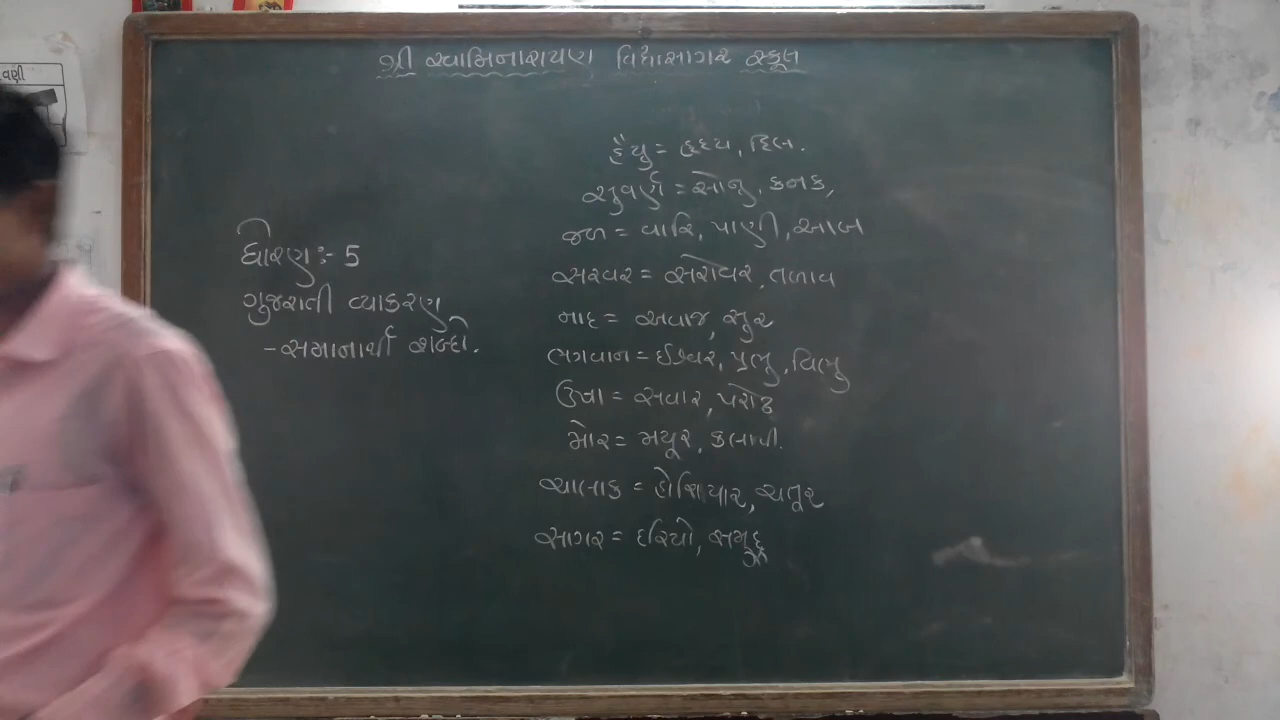 વણી
શ્રી સ્વામિનારાયણ વિદ્યાસાગર સ્કૂલ
ધોરણ :- 5
ગુજરાતી વ્યાકરણ
- સમાનાર્થી શબ્દો.
હૈયુ = હૃદય, દિલ.
સુવર્ણ = સોનુ, કનક,
જળ = વારિ, પાણી, આબ
સરવર = સરોવર, તળાવ
નાદ = અવાજ, સુર
ભગવાન = ઈશ્વર, પ્રભુ, વિભુ
ઉષા = સવાર, પરોઢ
મોર = મયૂર, કલાપી.
ચાલાક = હોશિયાર, ચતૂર
સાગર = દરિયો, સમુદ્ર